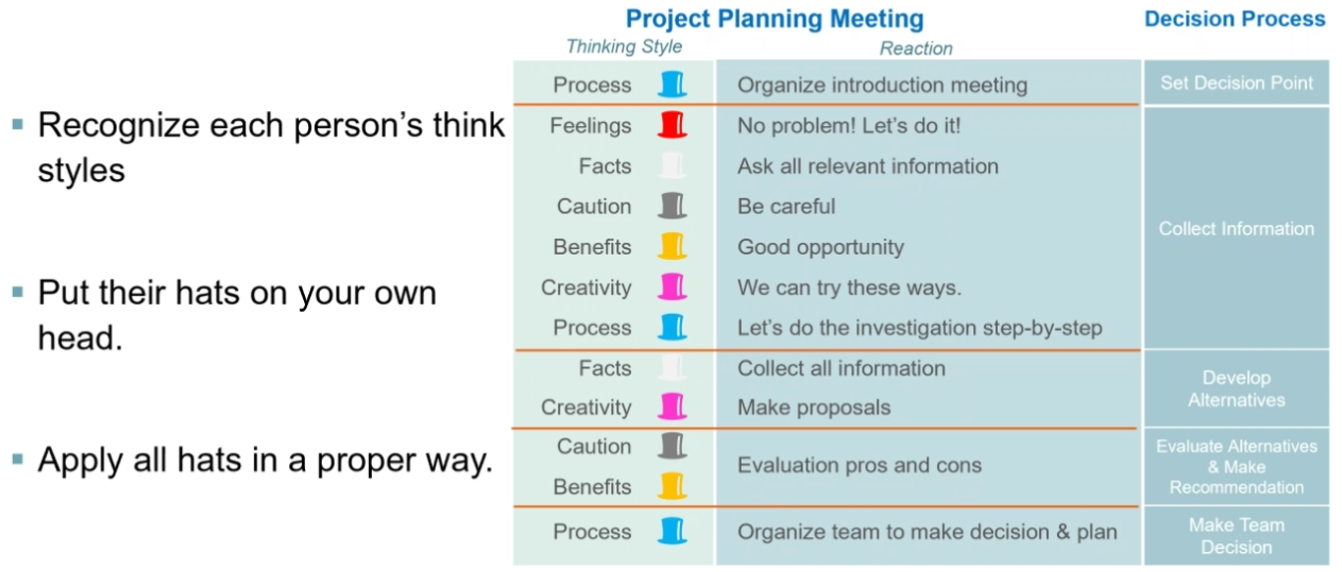 Project Planning Meeting
Decision Process
Thinking Style
Reaction
Process
Organize introduction meeting
Set Decision Point
▪ Recognize each person's think
styles
Feelings
No problem! Let's do it!
Facts
Ask all relevant information
Caution
Be careful
Benefits
Good opportunity
Creativity
We can try these ways.
Process
Let's do the investigation step-by-step
Collect Information
▪ Put their hats on your own
head.
Facts
Collect all information
Creativity
Make proposals
Develop
Alternatives
▪ Apply all hats in a proper way.
Caution
Benefits
Evaluation pros and cons
Evaluate Alternatives
& Make
Recommendation
Process
Organize team to make decision & plan
Make Team
Decision